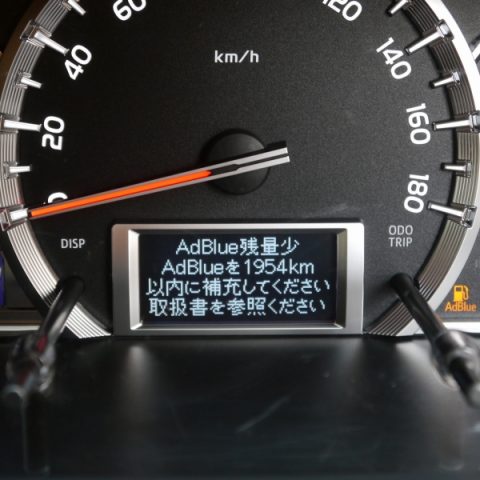 60
120
km/h
40
140
20
160
0
180
DISP
ODO
TRIP
AdBlue残量少
AdBlueを1954km
以内に補充してください
取扱書を参照ください
AdBlue